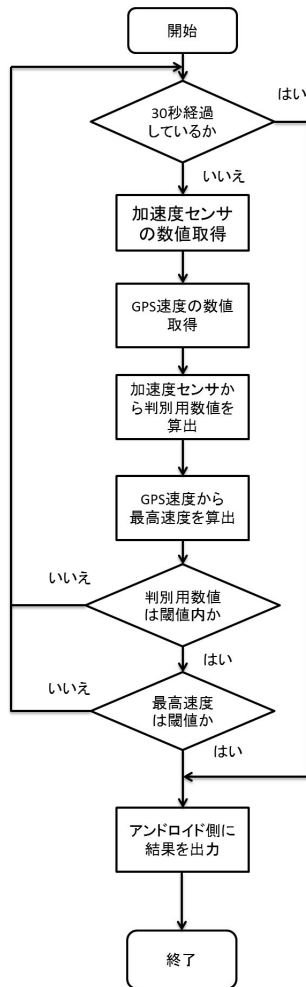 開始
30秒経過
しているか
はい
いいえ
加速度センサ
の数値取得
GPS速度の数値
取得
加速度センサか
ら判別用数値を
算出
GPS速度から
最高速度を算出
いいえ
判別用数値
は閾値内か
はい
いいえ
最高速度
は閾値か
はい
アンドロイド側に
結果を出力
終了